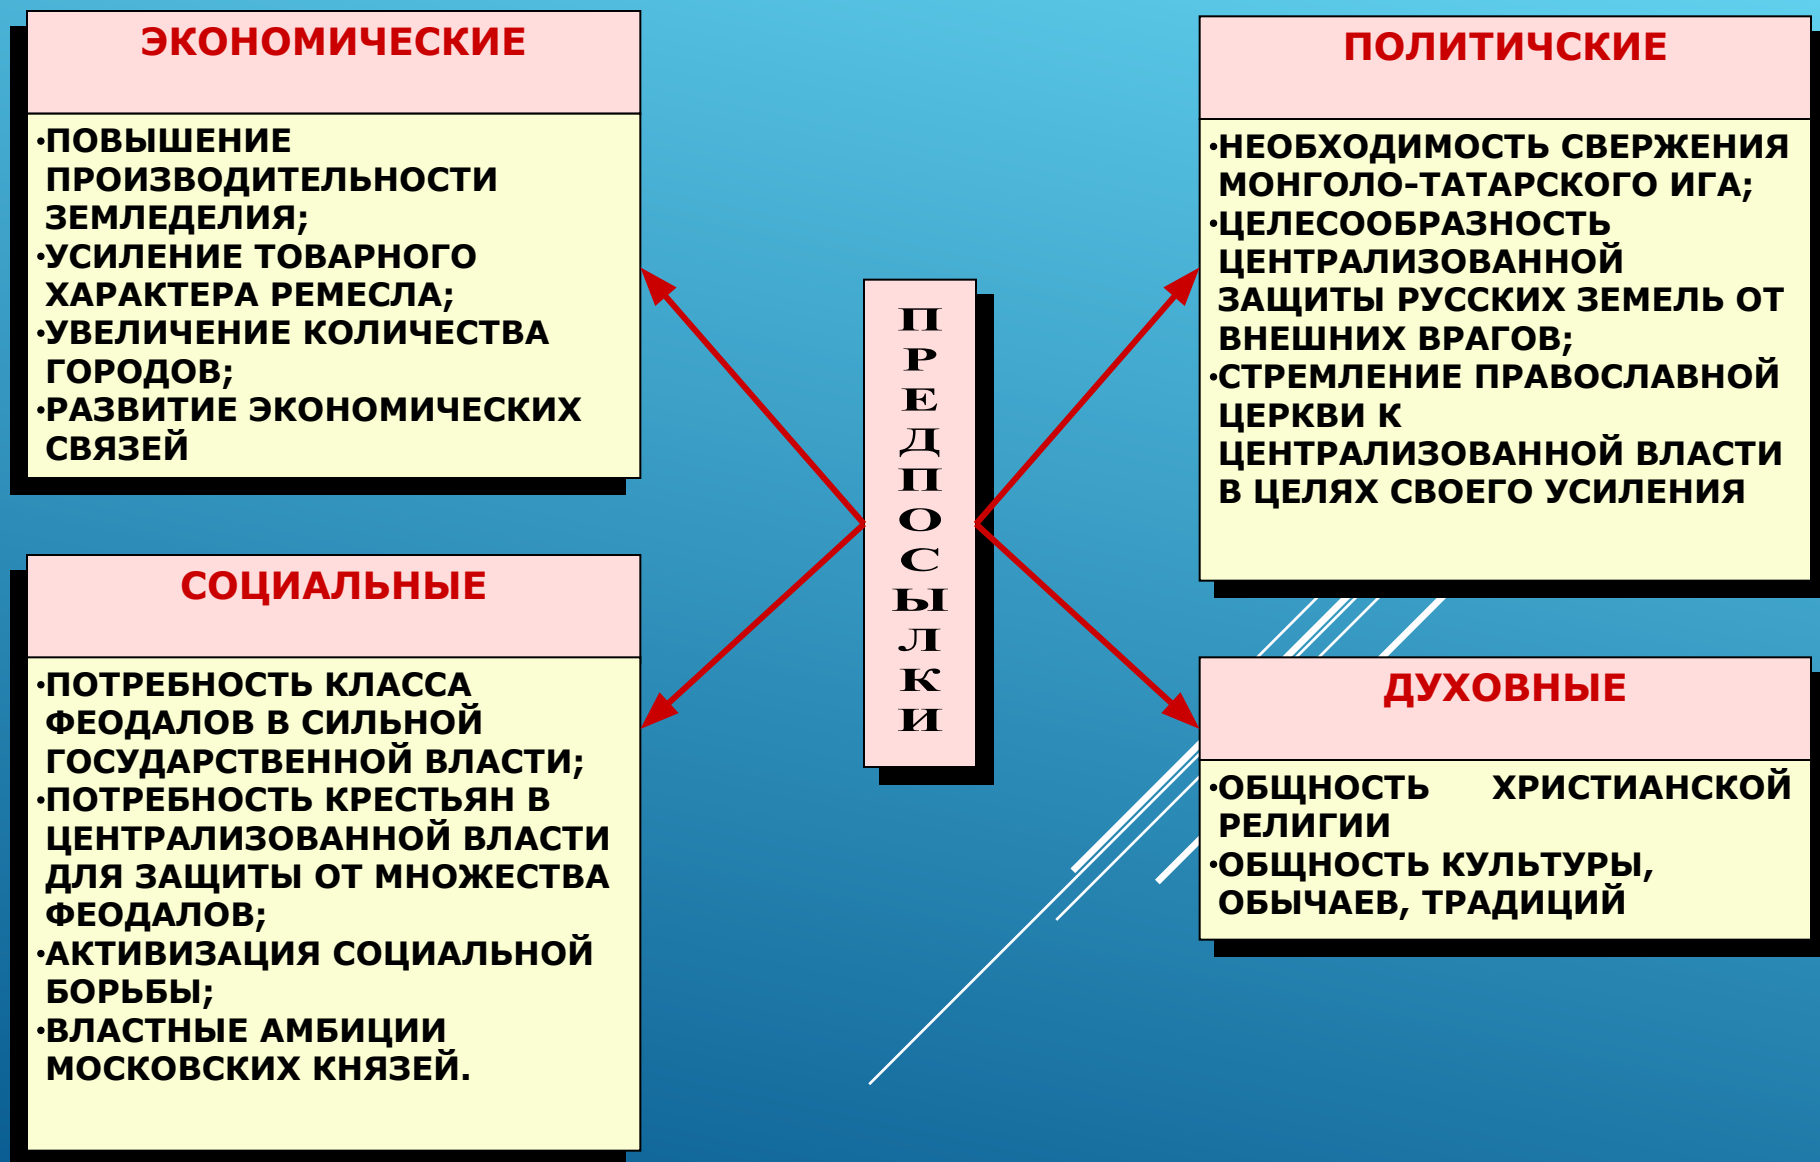 ЭКОНОМИЧЕСКИЕ
•ПОВЫШЕНИЕ
ПРОИЗВОДИТЕЛЬНОСТИ
ЗЕМЛЕДЕЛИЯ;
•УСИЛЕНИЕ ТОВАРНОГО
ХАРАКТЕРА РЕМЕСЛА;
•УВЕЛИЧЕНИЕ КОЛИЧЕСТВА
ГОРОДОВ;
•РАЗВИТИЕ ЭКОНОМИЧЕСКИХ
СВЯЗЕЙ
СОЦИАЛЬНЫЕ
•ПОТРЕБНОСТЬ КЛАССА
ФЕОДАЛОВ В СИЛЬНОЙ
ГОСУДАРСТВЕННОЙ ВЛАСТИ;
•ПОТРЕБНОСТЬ КРЕСТЬЯН В
ЦЕНТРАЛИЗОВАННОЙ ВЛАСТИ
ДЛЯ ЗАЩИТЫ ОТ МНОЖЕСТВА
ФЕОДАЛОВ;
•АКТИВИЗАЦИЯ СОЦИАЛЬНОЙ
БОРЬБЫ;
•ВЛАСТНЫЕ АМБИЦИИ
МОСКОВСКИХ КНЯЗЕЙ.
ПРЕДПОСЫЛКИ
ПОЛИТИЧСКИЕ
•НЕОБХОДИМОСТЬ СВЕРЖЕНИЯ
МОНГОЛО-ТАТАРСКОГО ИГА;
•ЦЕЛЕСООБРАЗНОСТЬ
ЦЕНТРАЛИЗОВАННОЙ
ЗАЩИТЫ РУССКИХ ЗЕМЕЛЬ ОТ
ВНЕШНИХ ВРАГОВ;
•СТРЕМЛЕНИЕ ПРАВОСЛАВНОЙ
ЦЕРКВИ К
ЦЕНТРАЛИЗОВАННОЙ ВЛАСТИ
В ЦЕЛЯХ СВОЕГО УСИЛЕНИЯ
ДУХОВНЫЕ
•ОБЩНОСТЬ ХРИСТИАНСКОЙ
РЕЛИГИИ
•ОБЩНОСТЬ КУЛЬТУРЫ,
ОБЫЧАЕВ, ТРАДИЦИЙ